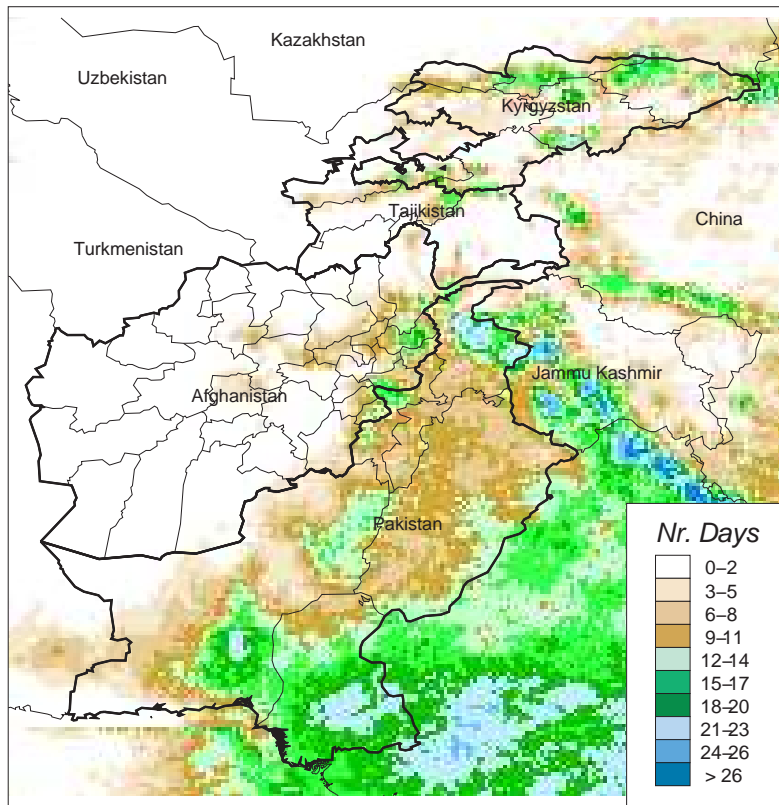 Kazakhstan
Uzbekistan
Kyrgyzstan
Tajikistan
China
Turkmenistan
Jammu Kashmir
Afghanistan
Pakistan
Nr. Days
0–2
3–5
6–8
9–11
12–14
15–17
18–20
21–23
24–26
> 26